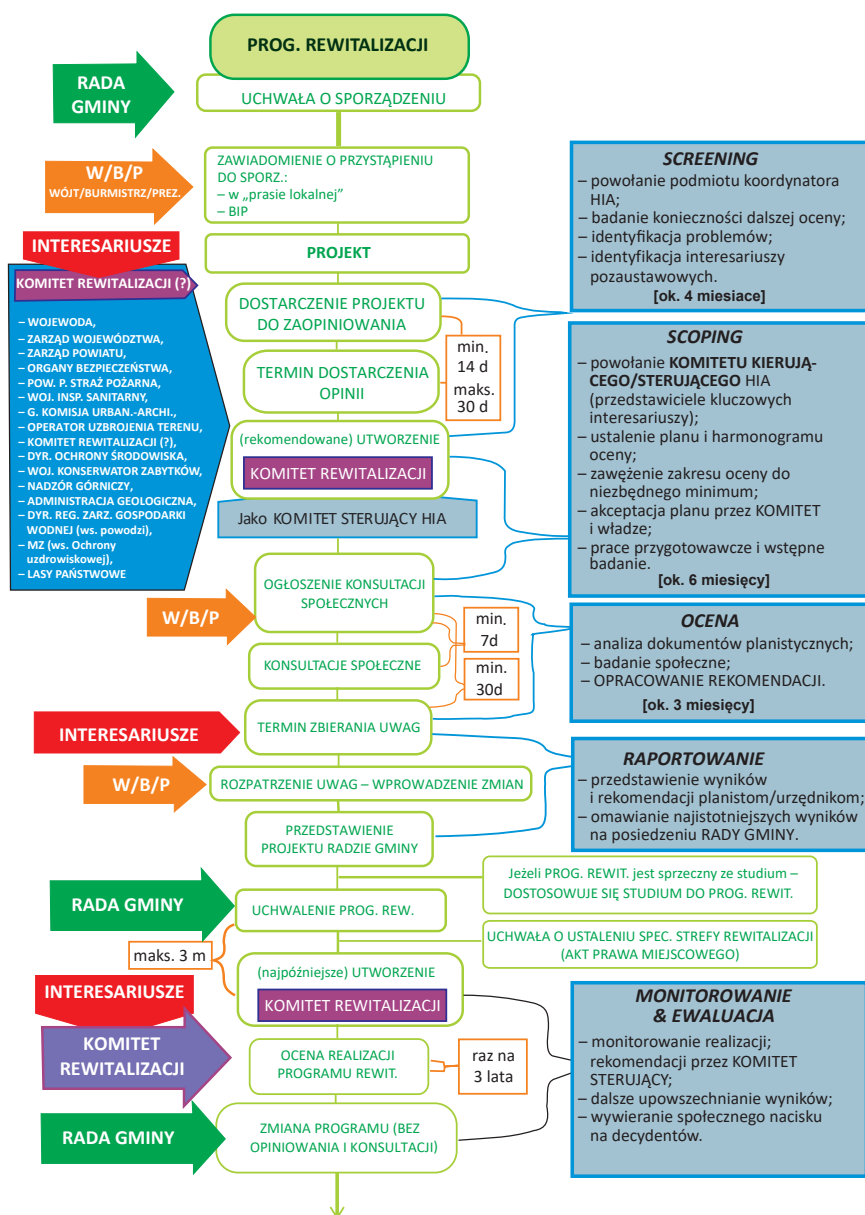 PROG. REWITALIZACJI
RADA
GMINY
UCHWAŁA O SPORZĄDZENIU
W/B/P
WÓJT/BURMISTRZ/PREZ.
ZAWIADOMIENIE O PRZYSTĄPIENIU
DO SPORZ.:
– w „prasie lokalnej”
– BIP
SCREENING
– powołanie podmiotu koordynatora
HIA;
– badanie konieczności dalszej oceny;
– identyfikacja problemów;
– identyfikacja interesariuszy
pozaustawowych.
[ok. 4 miesiace]
INTERESARIUSZE
PROJEKT
KOMITET REWITALIZACJI (?)
– WOJEWODA,
– ZARZĄD WOJEWÓDZTWA,
– ZARZĄD POWIATU,
– ORGANY BEZPIECZEŃSTWA,
– POW. P. STRAŻ POŻARNA,
– WOJ. INSP. SANITARNY,
– G. KOMISJA URBAN.-ARCHI.,
– OPERATOR UZBROJENIA TERENU,
– KOMITET REWITALIZACJI (?),
– DYR. OCHRONY ŚRODOWISKA,
– WOJ. KONSERWATOR ZABYTKÓW,
– NADZÓR GÓRNICZY,
– ADMINISTRACJA GEOLOGICZNA,
– DYR. REG. ZARZ. GOSPODARKI
WODNEJ (ws. powodzi),
– MZ (ws. Ochrony
uzdrowiskowej),
– LASY PAŃSTWOWE
DOSTARCZENIE PROJEKTU
DO ZAOPINIOWANIA
min.
14 d
maks.
30 d
TERMIN DOSTARCZENIA
OPINII
(rekomendowane) UTWORZENIE
KOMITET REWITALIZACJI
Jako KOMITET STERUJĄCY HIA
SCOPING
– powołanie KOMITETU KIERUJĄ-
CEGO/STERUJĄCEGO HIA
(przedstawiciele kluczowych
interesariuszy);
– ustalenie planu i harmonogramu
oceny;
– zawężenie zakresu oceny do
niezbędnego minimum;
– akceptacja planu przez KOMITET
i władze;
– prace przygotowawcze i wstępne
badanie.
[ok. 6 miesięcy]
W/B/P
OGŁOSZENIE KONSULTACJI
SPOŁECZNYCH
min.
7d
KONSULTACJE SPOŁECZNE
min.
30d
OCENA
– analiza dokumentów planistycznych;
– badanie społeczne;
– OPRACOWANIE REKOMENDACJI.
[ok. 3 miesięcy]
INTERESARIUSZE
TERMIN ZBIERANIA UWAG
W/B/P
ROZPATRZENIE UWAG – WPROWADZENIE ZMIAN
PRZEDSTAWIENIE
PROJEKTU RADZIE GMINY
RAPORTOWANIE
– przedstawienie wyników
i rekomendacji planistom/urzędnikom;
– omawianie najistotniejszych wyników
na posiedzeniu RADY GMINY.
Jeżeli PROG. REWIT. jest sprzeczny ze studium –
DOSTOSOWUJE SIĘ STUDIUM DO PROG. REWIT.
RADA GMINY
UCHWALENIE PROG. REW.
UCHWAŁA O USTALENIU SPEC. STREFY REWITALIZACJI
(AKT PRAWA MIEJSCOWEGO)
maks. 3 m
(najpóźniejsze) UTWORZENIE
KOMITET REWITALIZACJI
INTERESARIUSZE
KOMITET
REWITALIZACJI
OCENA REALIZACJI
PROGRAMU REWIT.
raz na
3 lata
MONITOROWANIE
& EWALUACJA
– monitorowanie realizacji;
rekomendacji przez KOMITET
STERUJĄCY;
– dalsze upowszechnianie wyników;
– wywieranie społecznego nacisku
na decydentów.
RADA GMINY
ZMIANA PROGRAMU (BEZ
OPINIOWANIA I KONSULTACJI)